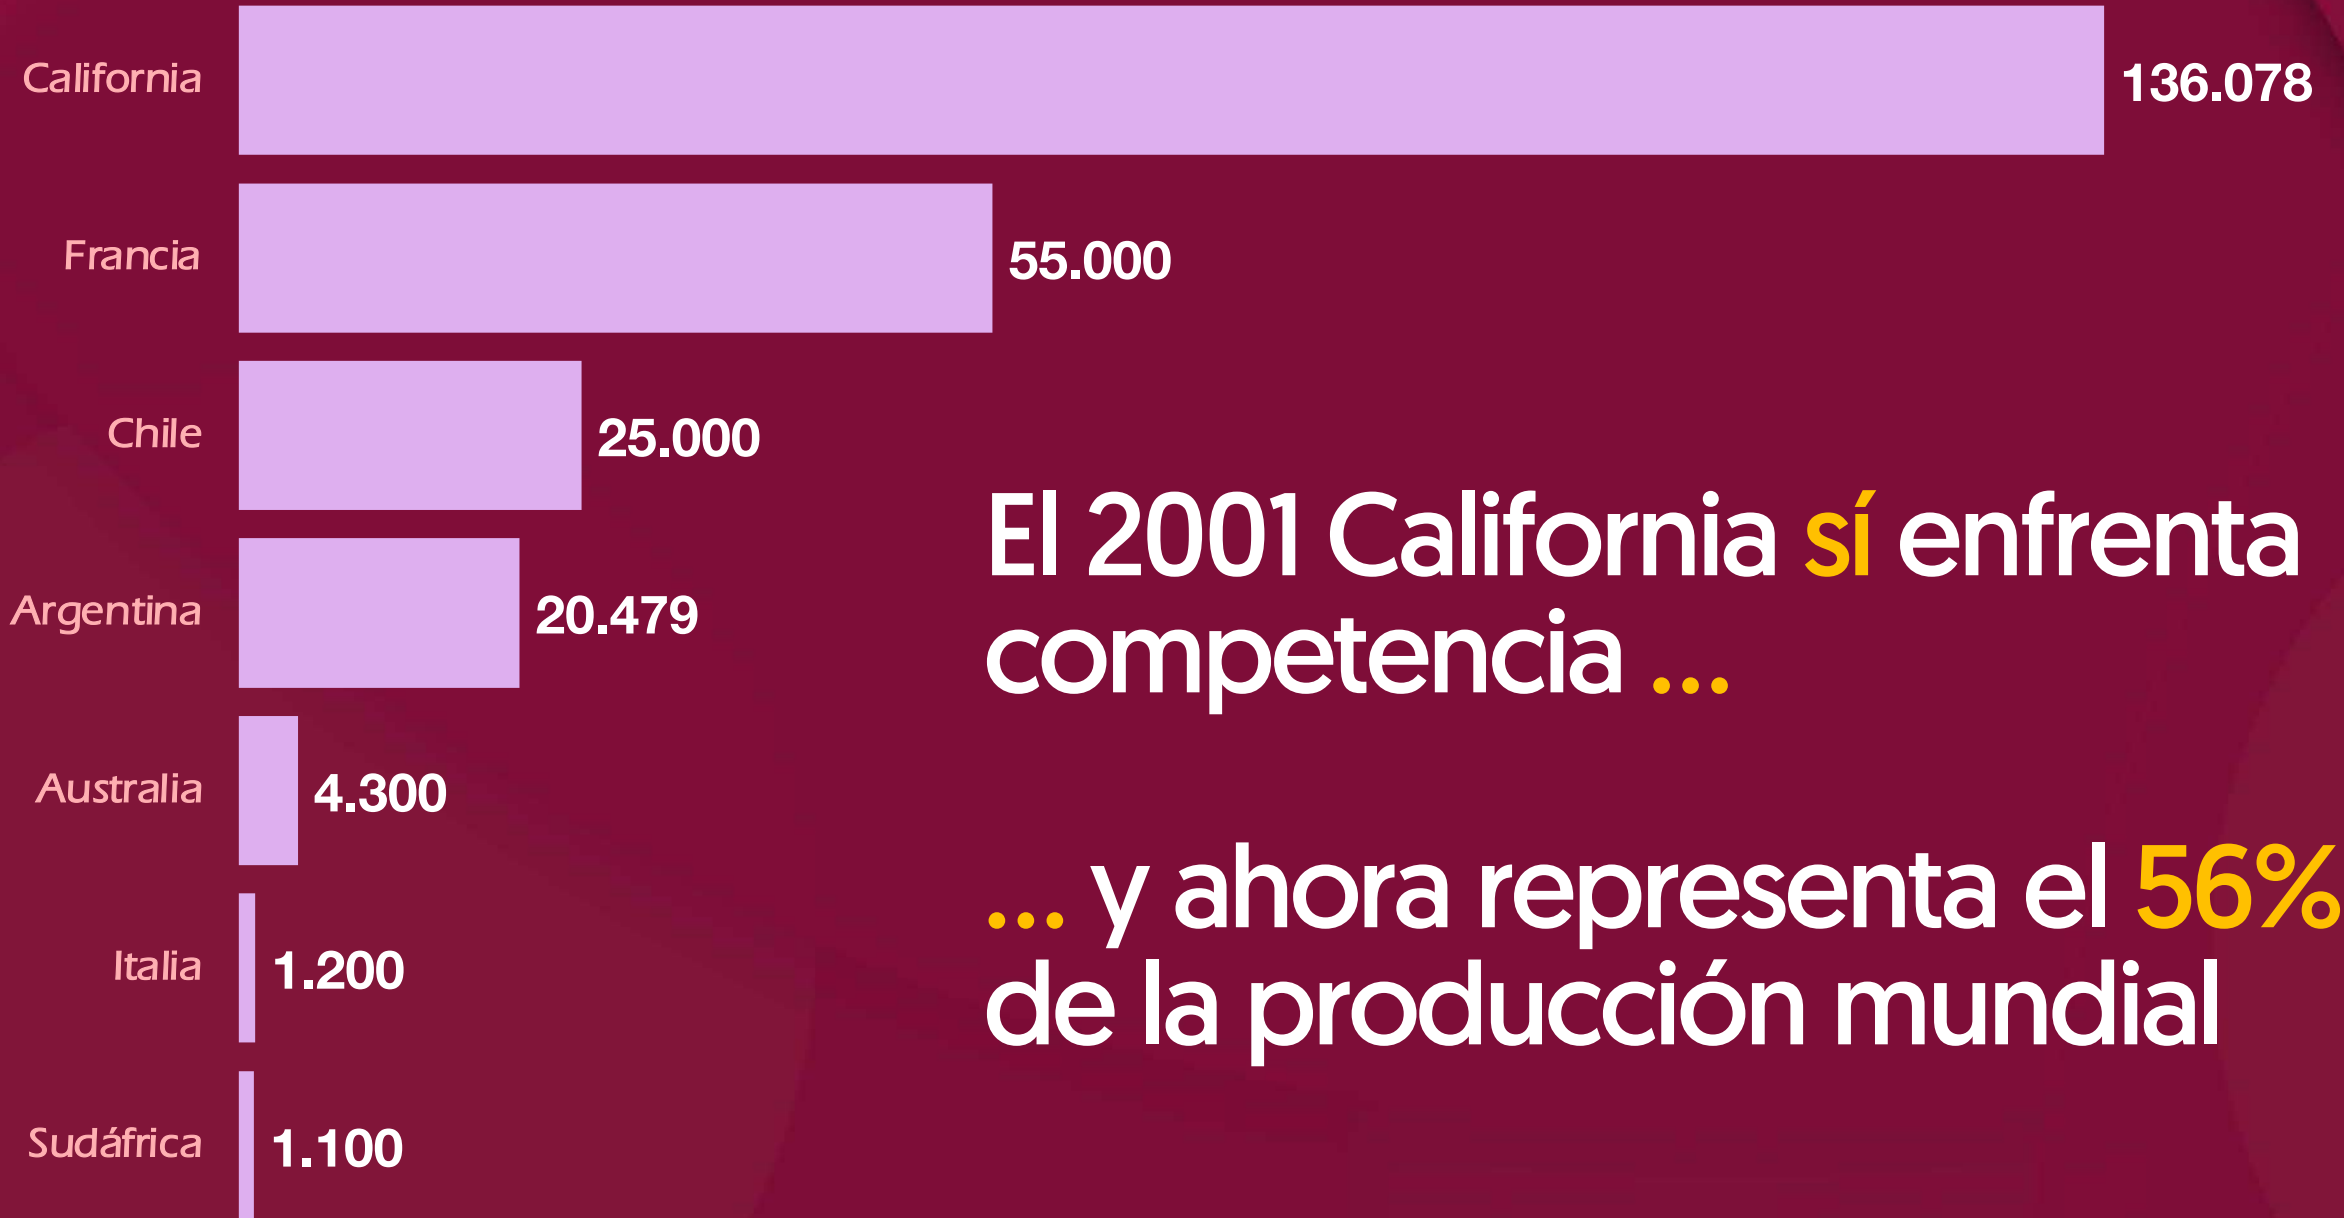 California 136.078
Francia 55.000
Chile 25.000
Argentina 20.479
Australia 4.300
Italia 1.200
Sudáfrica 1.100
El 2001 California sí enfrenta
competencia ...
... y ahora representa el 56%
de la producción mundial